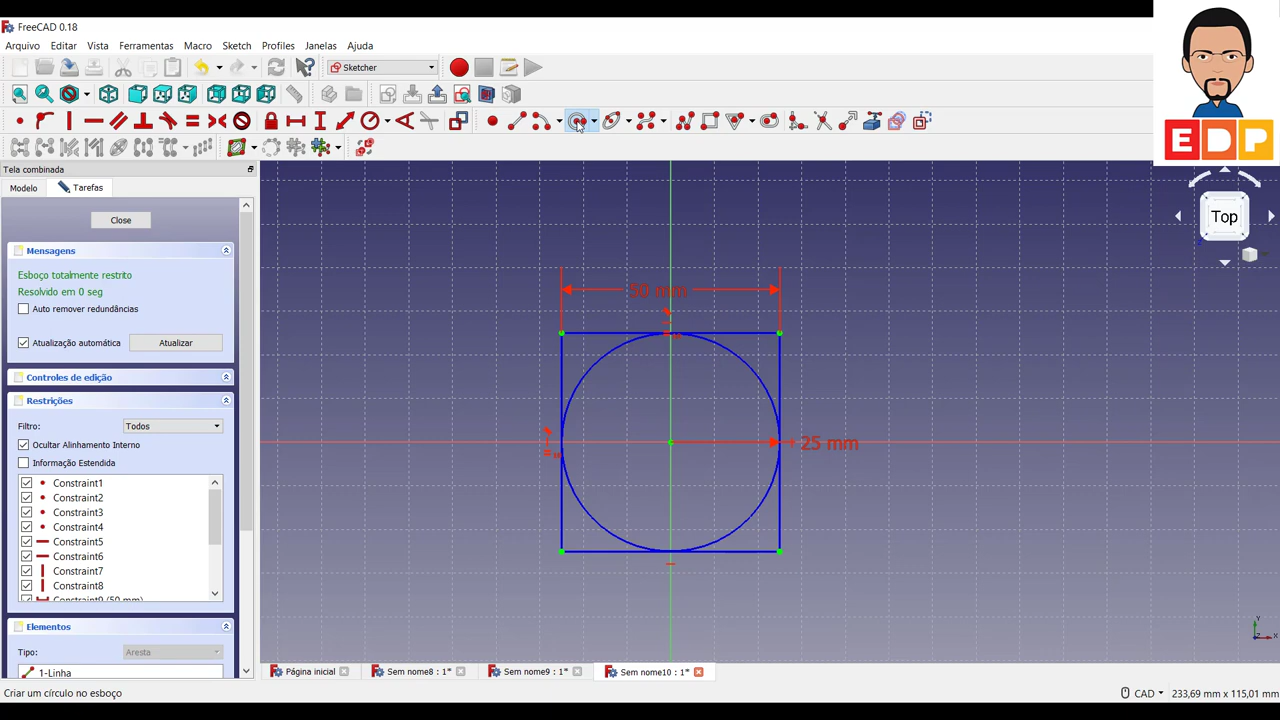 FreeCAD 0.18
Arquivo Editar Vista Ferramentas Macro Sketch Profiles Janelas Ajuda
Sketcher
EDP
Tela combinada
Modelo Tarefas
Top
Close
Mensagens
Esboço totalmente restrito
Resolvido em 0 seg
Auto remover redundâncias
Atualização automática Atualizar
Controles de edição
Restrições
Filtro: Todos
Ocultar Alinhamento Interno
Informação Estendida
Constraint1
Constraint2
Constraint3
Constraint4
Constraint5
Constraint6
Constraint7
Constraint8
Constraint9 (50 mm)
Elementos
Tipo: Aresta
1-Linha
50 mm
25 mm
Y
X
Página inicial Sem nome8 : 1* Sem nome9 : 1* Sem nome10 : 1*
Criar um círculo no esboço CAD 233,69 mm x 115,01 mm